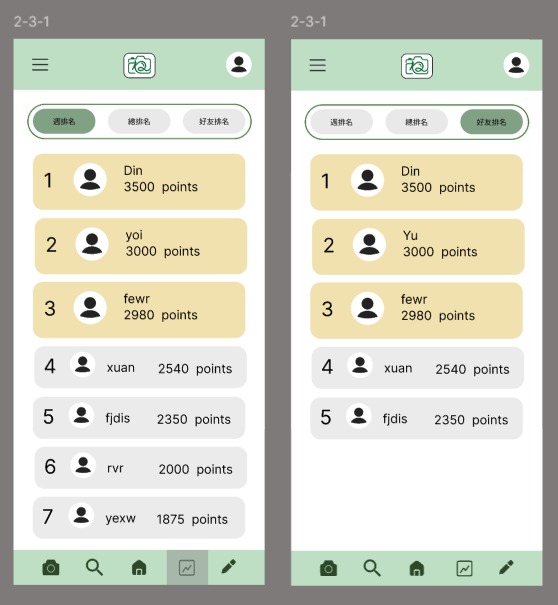 2-3-1
週排名 總排名 好友排名
1
Din
3500 points
2
yoi
3000 points
3
fewr
2980 points
4 xuan 2540 points
5 fjdis 2350 points
6 rvr 2000 points
7 yexw 1875 points
2-3-1
週排名 總排名 好友排名
1
Din
3500 points
2
Yu
3000 points
3
fewr
2980 points
4 xuan 2540 points
5 fjdis 2350 points